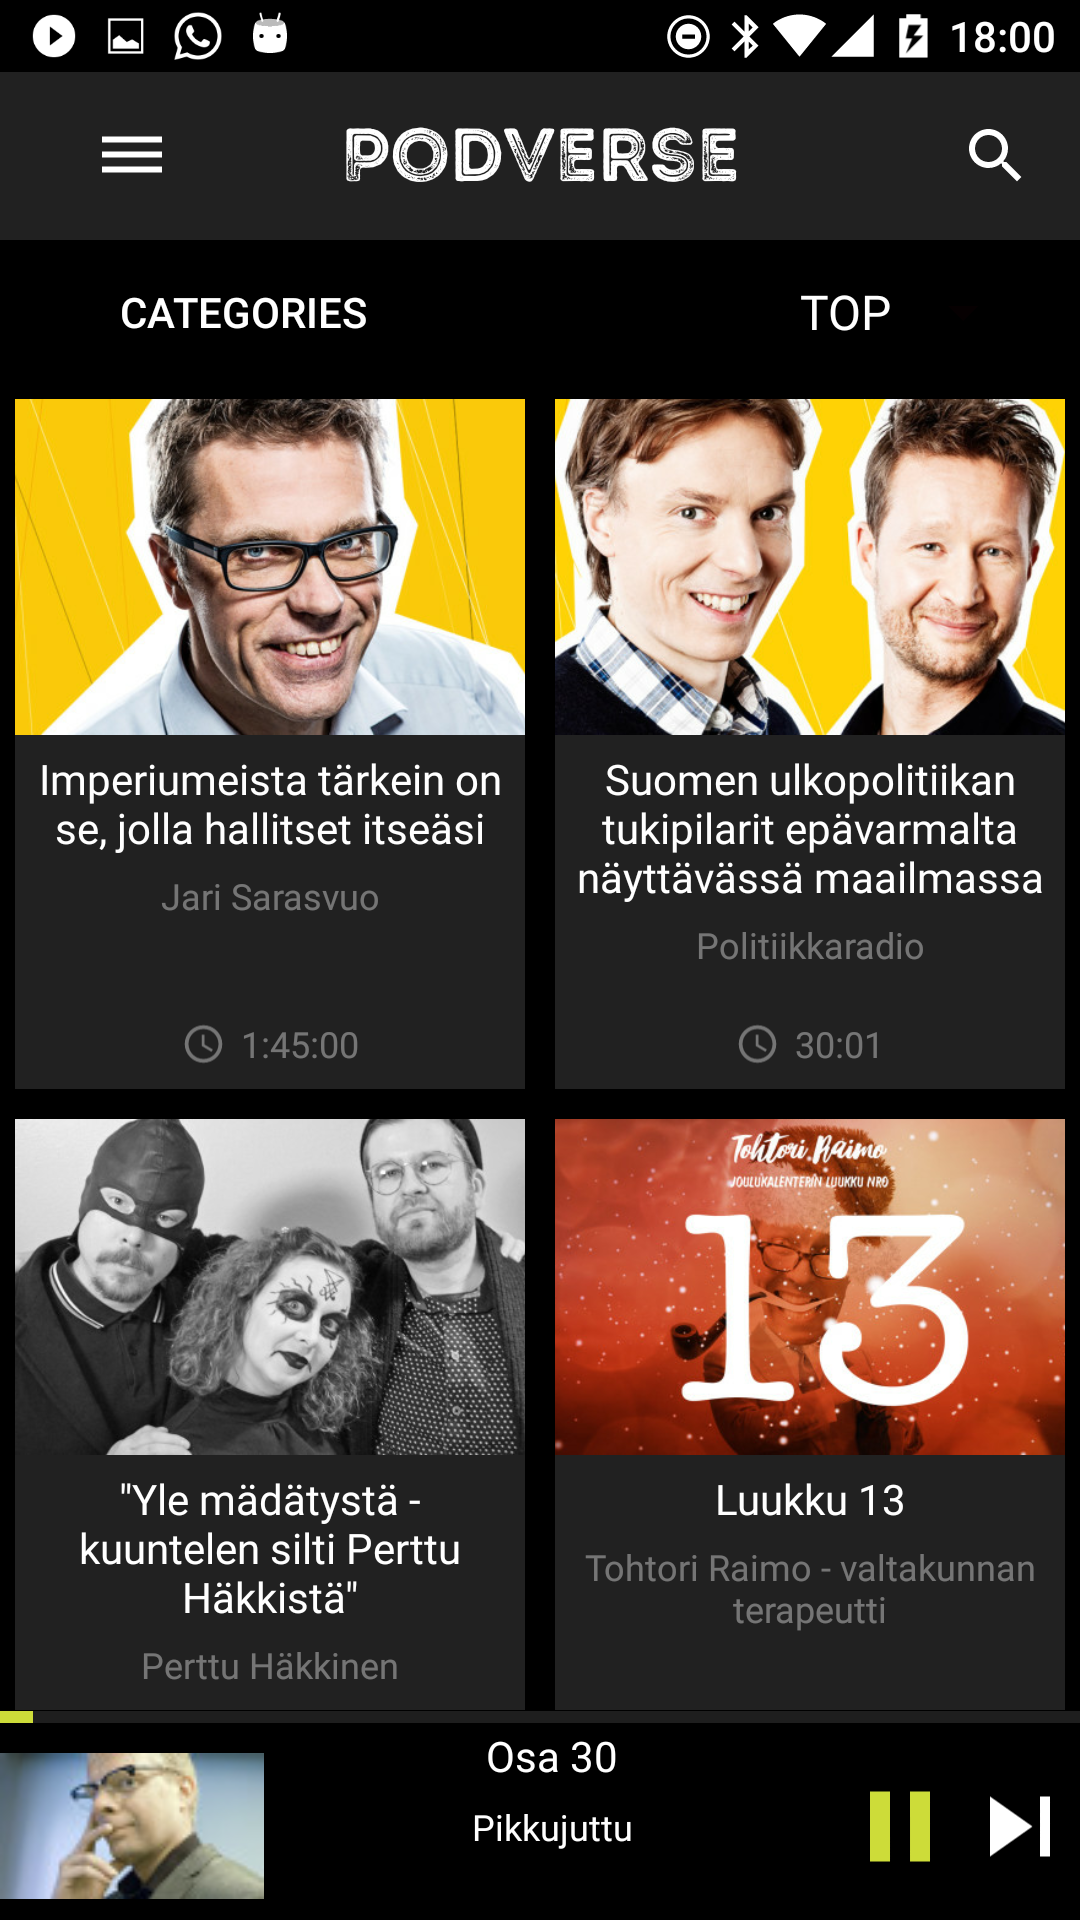 18:00
PODVERSE
CATEGORIES
TOP
Imperiumeista tärkein on
se, jolla hallitset itseäsi
Jari Sarasvuo
1:45:00
Suomen ulkopolitiikan
tukipilarit epävarmalta
näyttävässä maailmassa
Politiikkaradio
30:01
"Yle mädätystä -
kuuntelen silti Perttu
Häkkistä"
Perttu Häkkinen
Tohtori Raimo
JOULUKALENTERIN LUUKKU NRO
13
Luukku 13
Tohtori Raimo - valtakunnan
terapeutti
Osa 30
Pikkujuttu